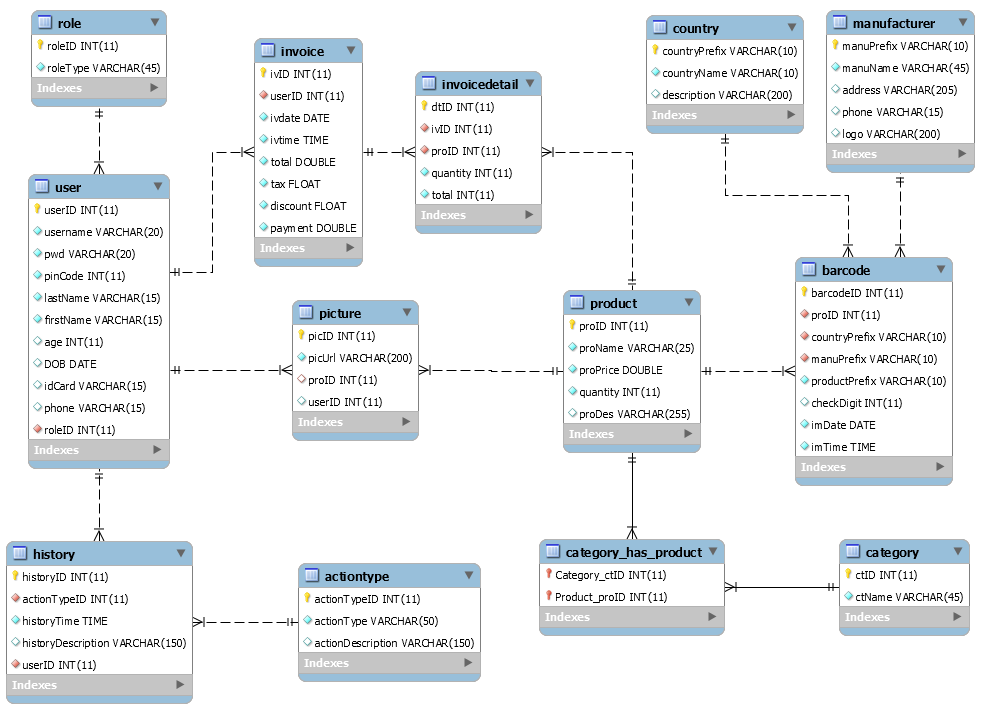 role
roleID INT(11)
roleType VARCHAR(45)
Indexes
user
userID INT(11)
username VARCHAR(20)
pwd VARCHAR(20)
pinCode INT(11)
lastName VARCHAR(15)
firstName VARCHAR(15)
age INT(11)
DOB DATE
idCard VARCHAR(15)
phone VARCHAR(15)
roleID INT(11)
Indexes
history
historyID INT(11)
actionTypeID INT(11)
historyTime TIME
historyDescription VARCHAR(150)
userID INT(11)
Indexes
invoice
ivID INT(11)
userID INT(11)
ivdate DATE
ivtime TIME
total DOUBLE
tax FLOAT
discount FLOAT
payment DOUBLE
Indexes
picture
picID INT(11)
picUrl VARCHAR(200)
proID INT(11)
userID INT(11)
Indexes
actiontype
actionTypeID INT(11)
actionType VARCHAR(50)
actionDescription VARCHAR(150)
Indexes
invoicedetail
dtID INT(11)
ivID INT(11)
proID INT(11)
quantity INT(11)
total INT(11)
Indexes
product
proID INT(11)
proName VARCHAR(25)
proPrice DOUBLE
quantity INT(11)
proDes VARCHAR(255)
Indexes
category_has_product
Category_ctID INT(11)
Product_proID INT(11)
Indexes
country
countryPrefix VARCHAR(10)
countryName VARCHAR(10)
description VARCHAR(200)
Indexes
manufacturer
manuPrefix VARCHAR(10)
manuName VARCHAR(45)
address VARCHAR(205)
phone VARCHAR(15)
logo VARCHAR(200)
Indexes
barcode
barcodeID INT(11)
proID INT(11)
countryPrefix VARCHAR(10)
manuPrefix VARCHAR(10)
productPrefix VARCHAR(10)
checkDigit INT(11)
imDate DATE
imTime TIME
Indexes
category
ctID INT(11)
ctName VARCHAR(45)
Indexes